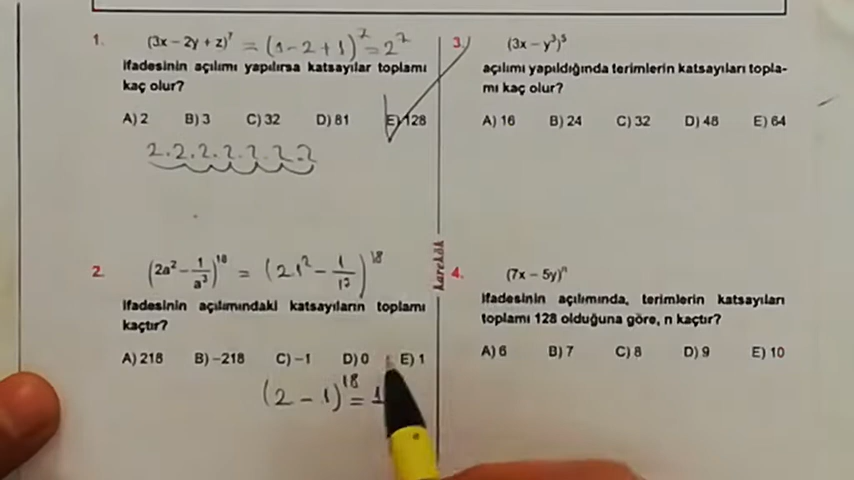 1. (3x – 2y + z)⁷ = (3 – 2 + 1)⁷ = 2⁷
ifadesinin açılımı yapılırsa katsayılar toplamı
kaç olur?
A) 2 B) 3 C) 32 D) 81 E) 128
2.2.2.2.2.2.2
2. (2a² – 1/a³)¹⁸ = (2 1² – 1/1³)¹⁸
ifadesinin açılımındaki katsayıların toplamı
kaçtır?
A) 218 B) –218 C) –1 D) 0 E) 1
(2 – 1)¹⁸ = 1
karekök
3. (3x – y³)⁵
açılımı yapıldığında terimlerin katsayıları topla-
mı kaç olur?
A) 16 B) 24 C) 32 D) 48 E) 64
4. (7x – 5y)ⁿ
ifadesinin açılımında, terimlerin katsayıları
toplamı 128 olduğuna göre, n kaçtır?
A) 6 B) 7 C) 8 D) 9 E) 10